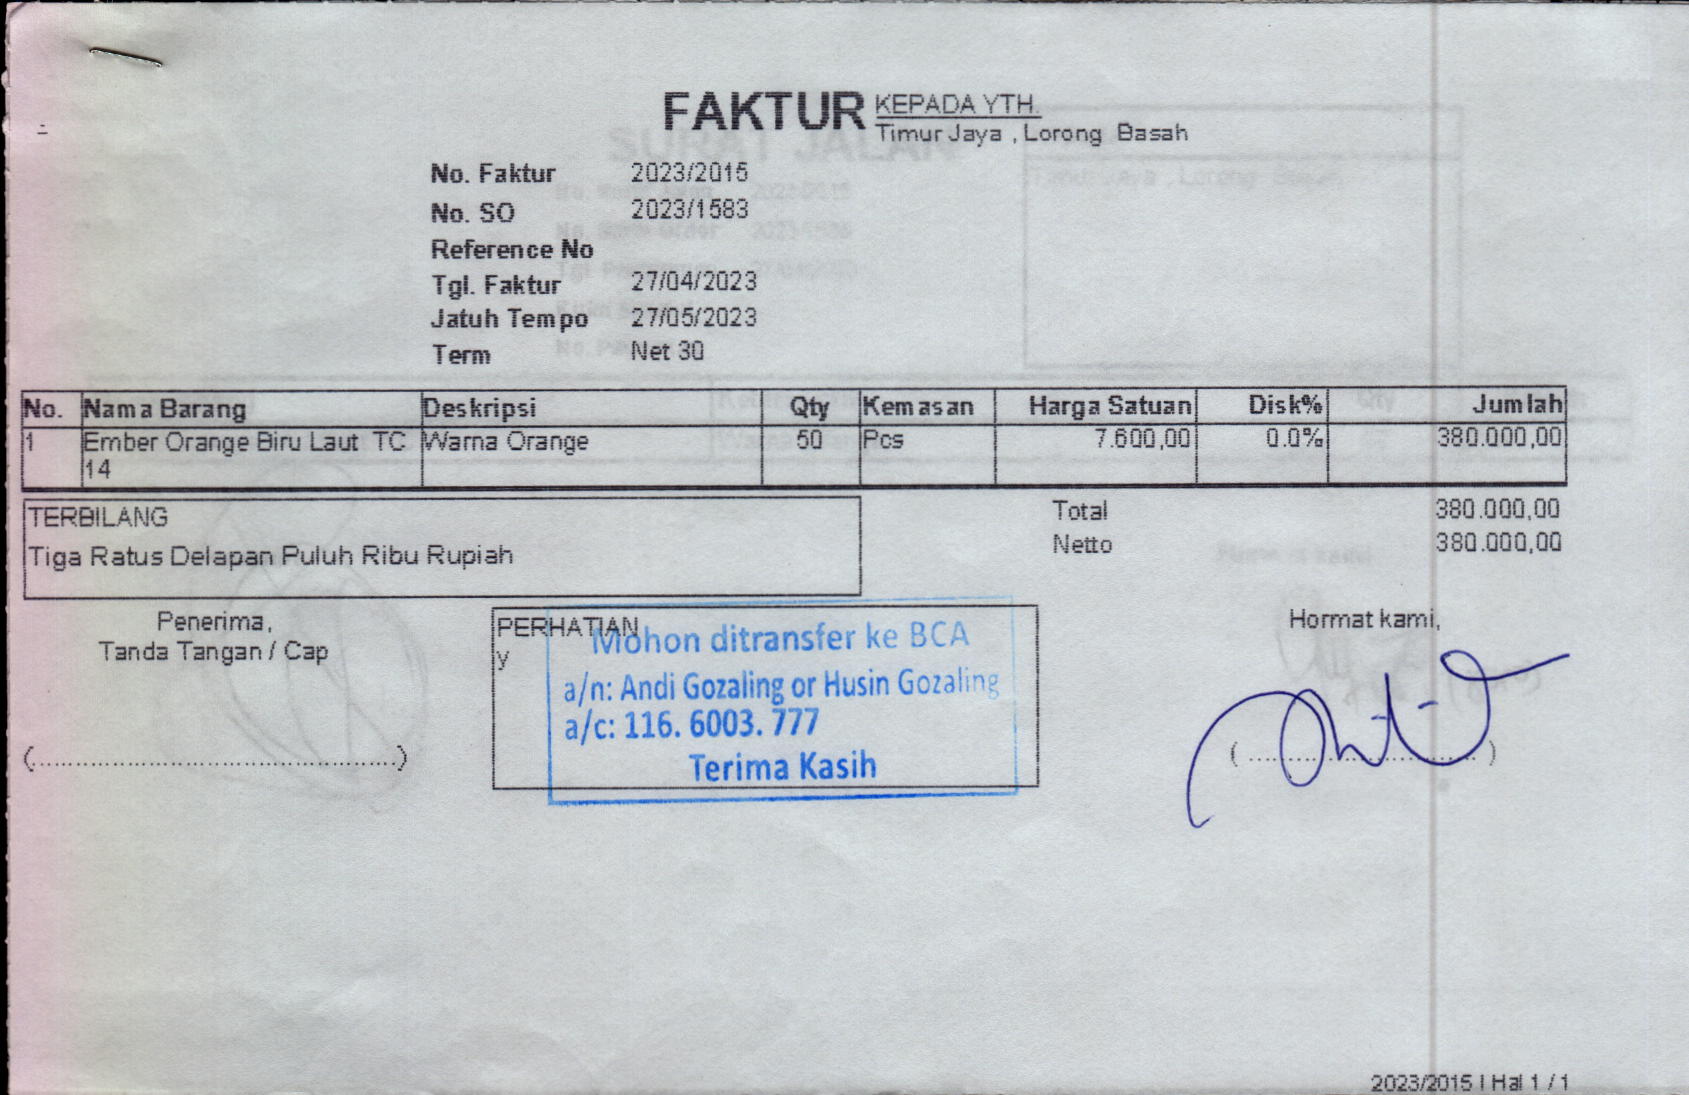 FAKTUR KEPADA YTH.
Timur Jaya , Lorong Basah
No. Faktur 2023/2015
No. SO 2023/1583
Reference No
Tgl. Faktur 27/04/2023
Jatuh Tempo 27/05/2023
Term Net 30
No. Nama Barang Deskripsi Qty Kemasan Harga Satuan Disk% Jumlah
1 Ember Orange Biru Laut TC Warna Orange 50 Pcs 7.600,00 0.0% 380.000,00
14
TERBILANG
Tiga Ratus Delapan Puluh Ribu Rupiah
Total 380.000,00
Netto 380.000,00
Penerima,
Tanda Tangan / Cap
(........................................................)
PERHATIAN
y
Mohon ditransfer ke BCA
a/n: Andi Gozaling or Husin Gozaling
a/c: 116. 6003. 777
Terima Kasih
Hormat kami,
( ................................... )
2023/2015 | Hal 1 / 1